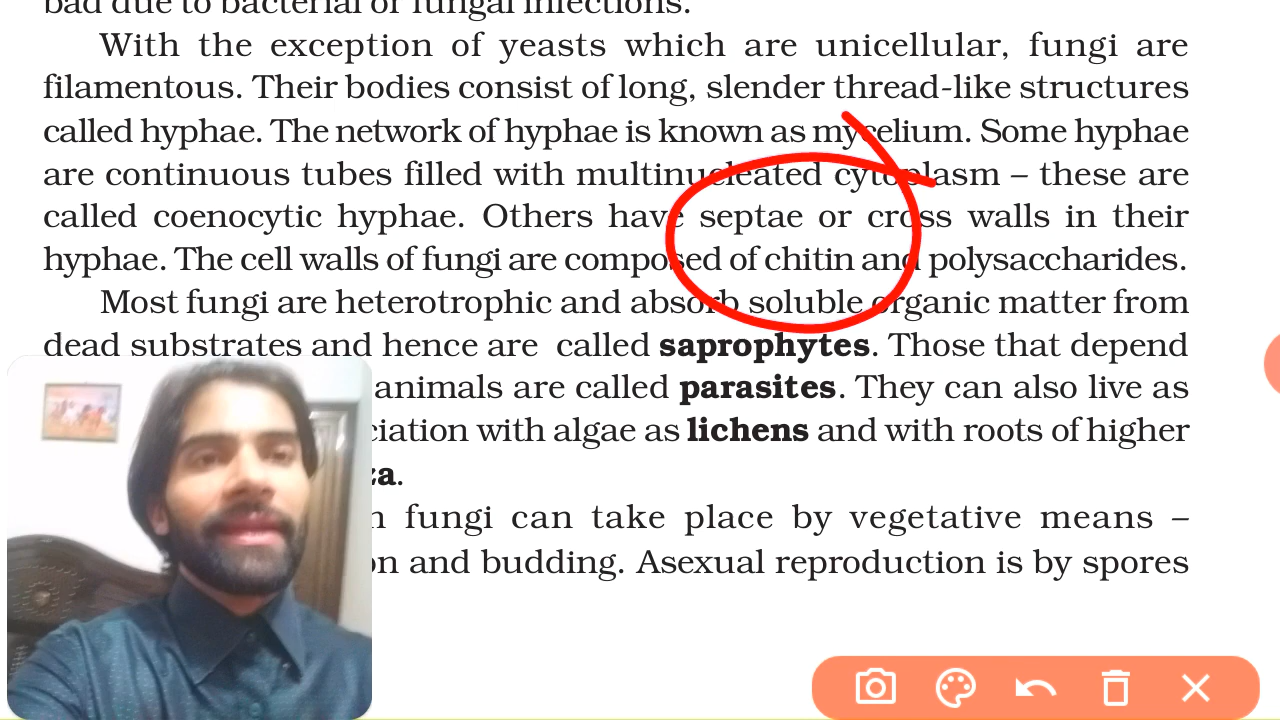 bad due to bacterial or fungal infections.
With the exception of yeasts which are unicellular, fungi are
filamentous. Their bodies consist of long, slender thread-like structures
called hyphae. The network of hyphae is known as mycelium. Some hyphae
are continuous tubes filled with multinucleated cytoplasm – these are
called coenocytic hyphae. Others have septae or cross walls in their
hyphae. The cell walls of fungi are composed of chitin and polysaccharides.
Most fungi are heterotrophic and absorb soluble organic matter from
dead substrates and hence are called saprophytes. Those that depend
animals are called parasites. They can also live as
ciation with algae as lichens and with roots of higher
za.
fungi can take place by vegetative means –
on and budding. Asexual reproduction is by spores